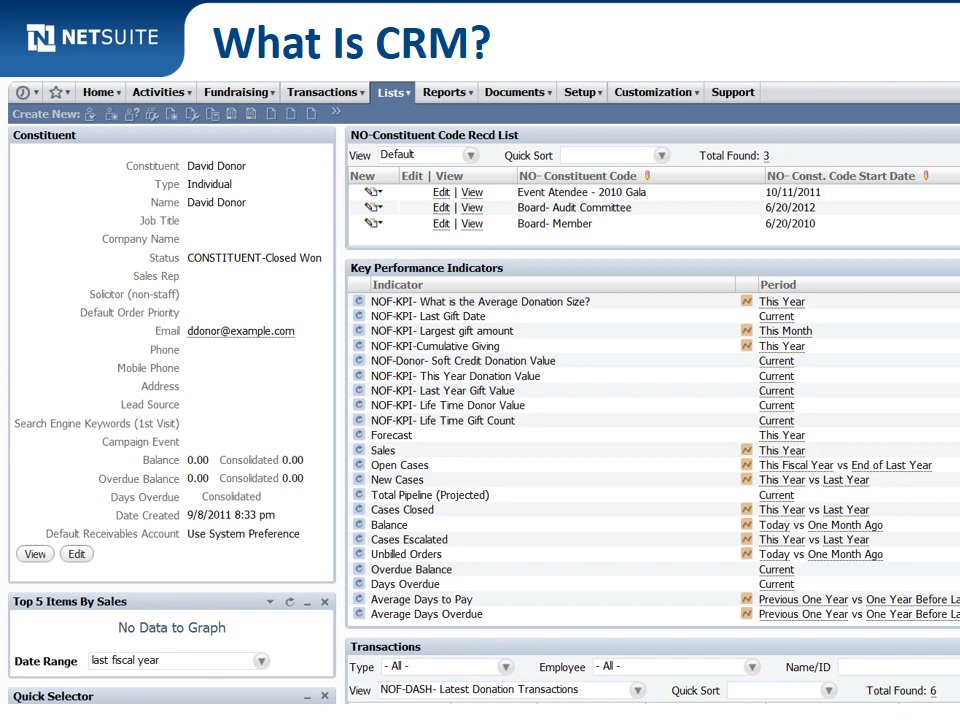 NETSUITE
What Is CRM?
Home Activities Fundraising Transactions Lists Reports Documents Setup Customization Support
Create New:
Constituent
Constituent David Donor
Type Individual
Name David Donor
Job Title
Company Name
Status CONSTITUENT-Closed Won
Sales Rep
Solicitor (non-staff)
Default Order Priority
Email ddonor@example.com
Phone
Mobile Phone
Address
Lead Source
Search Engine Keywords (1st Visit)
Campaign Event
Balance 0.00 Consolidated 0.00
Overdue Balance 0.00 Consolidated 0.00
Days Overdue Consolidated
Date Created 9/8/2011 8:33 pm
Default Receivables Account Use System Preference
View Edit
Top 5 Items By Sales
No Data to Graph
Date Range last fiscal year
Quick Selector
NO-Constituent Code Recd List
View Default Quick Sort Total Found: 3
New Edit | View NO- Constituent Code NO- Const. Code Start Date
Edit | View Event Atendee - 2010 Gala 10/11/2011
Edit | View Board- Audit Committee 6/20/2012
Edit | View Board- Member 6/20/2010
Key Performance Indicators
Indicator Period
NOF-KPI- What is the Average Donation Size? This Year
NOF-KPI- Last Gift Date Current
NOF-KPI- Largest gift amount This Month
NOF-KPI-Cumulative Giving This Year
NOF-Donor- Soft Credit Donation Value Current
NOF-KPI- This Year Donation Value Current
NOF-KPI- Last Year Gift Value Current
NOF-KPI- Life Time Donor Value Current
NOF-KPI- Life Time Gift Count Current
Forecast This Year
Sales This Year
Open Cases This Fiscal Year vs End of Last Year
New Cases This Year vs Last Year
Total Pipeline (Projected) Current
Cases Closed This Year vs Last Year
Balance Today vs One Month Ago
Cases Escalated This Year vs Last Year
Unbilled Orders Today vs One Month Ago
Overdue Balance Current
Days Overdue Current
Average Days to Pay Previous One Year vs One Year Before La
Average Days Overdue Previous One Year vs One Year Before La
Transactions
Type - All - Employee - All - Name/ID
View NOF-DASH- Latest Donation Transactions Quick Sort Total Found: 6